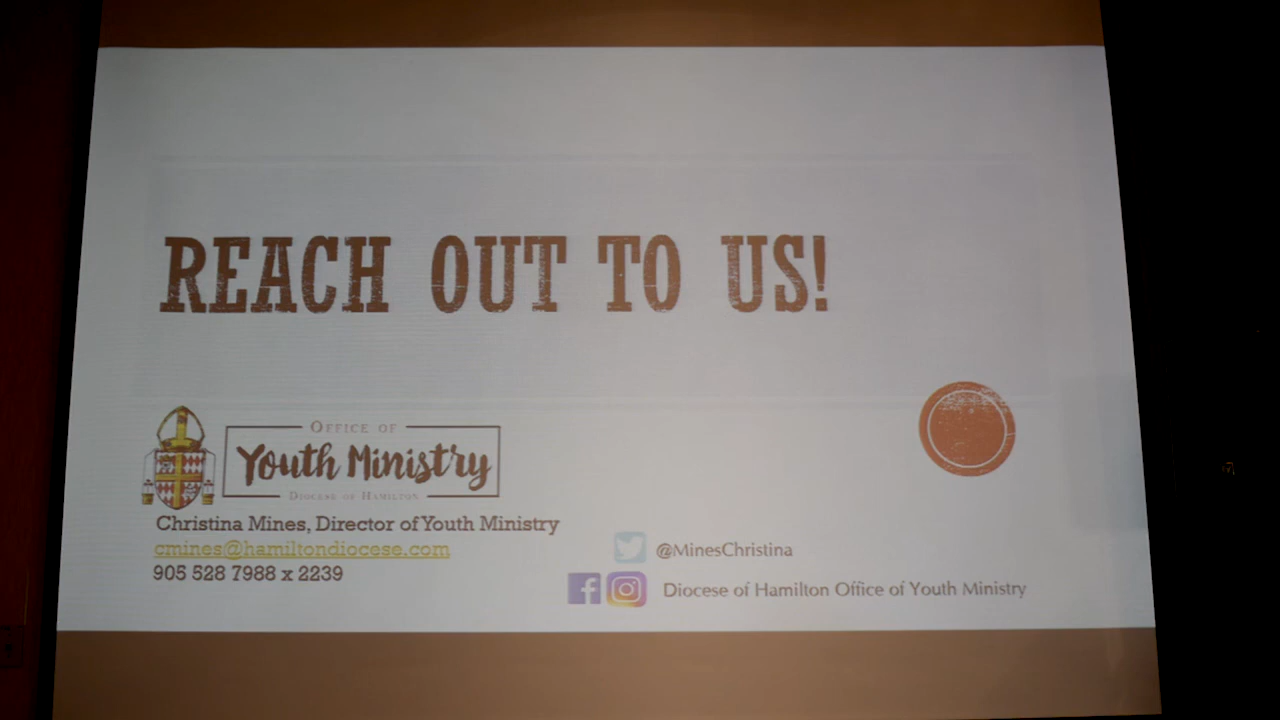 REACH OUT TO US!
OFFICE OF
Youth Ministry
DIOCESE OF HAMILTON
Christina Mines, Director of Youth Ministry
cmines@hamiltondiocese.com
905 528 7988 x 2239
@MinesChristina
Diocese of Hamilton Office of Youth Ministry